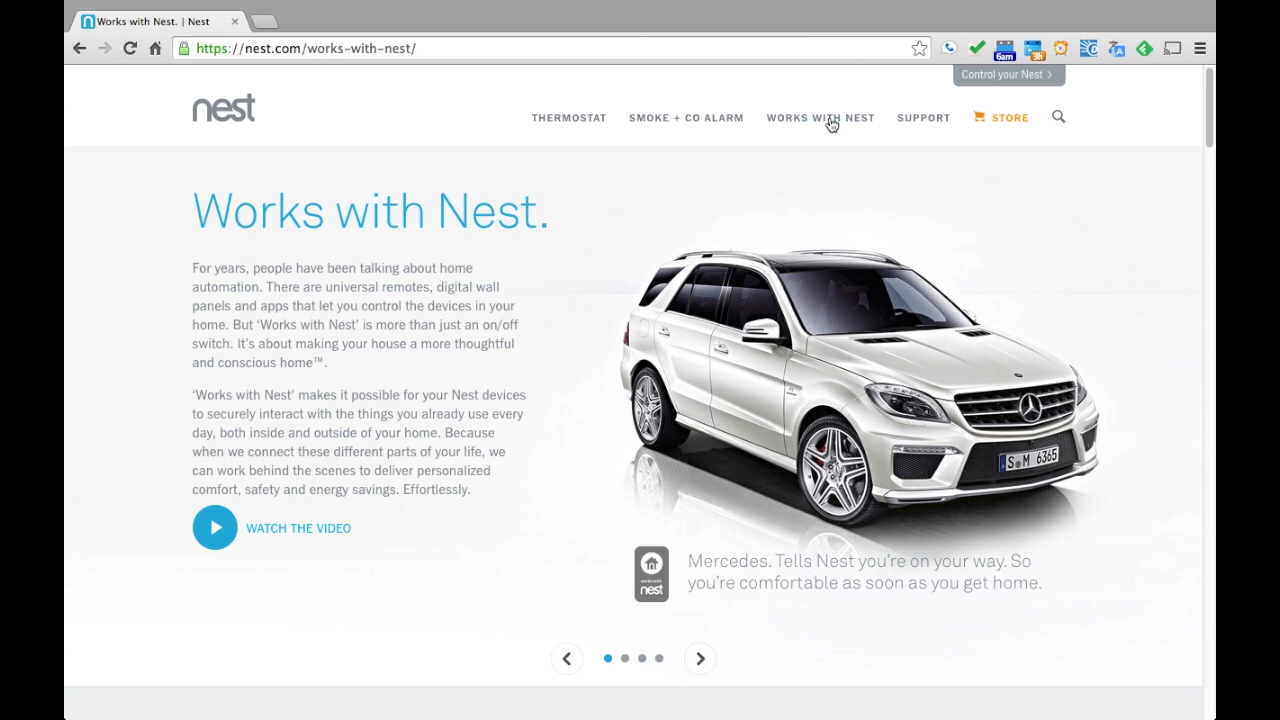 Works with Nest. | Nest
https://nest.com/works-with-nest/
6am
3h
Control your Nest
nest
THERMOSTAT SMOKE + CO ALARM WORKS WITH NEST SUPPORT STORE
Works with Nest.
For years, people have been talking about home
automation. There are universal remotes, digital wall
panels and apps that let you control the devices in your
home. But ‘Works with Nest’ is more than just an on/off
switch. It’s about making your house a more thoughtful
and conscious home™.
‘Works with Nest’ makes it possible for your Nest devices
to securely interact with the things you already use every
day, both inside and outside of your home. Because
when we connect these different parts of your life, we
can work behind the scenes to deliver personalized
comfort, safety and energy savings. Effortlessly.
WATCH THE VIDEO
S M 6365
works with
nest
Mercedes. Tells Nest you’re on your way. So
you’re comfortable as soon as you get home.